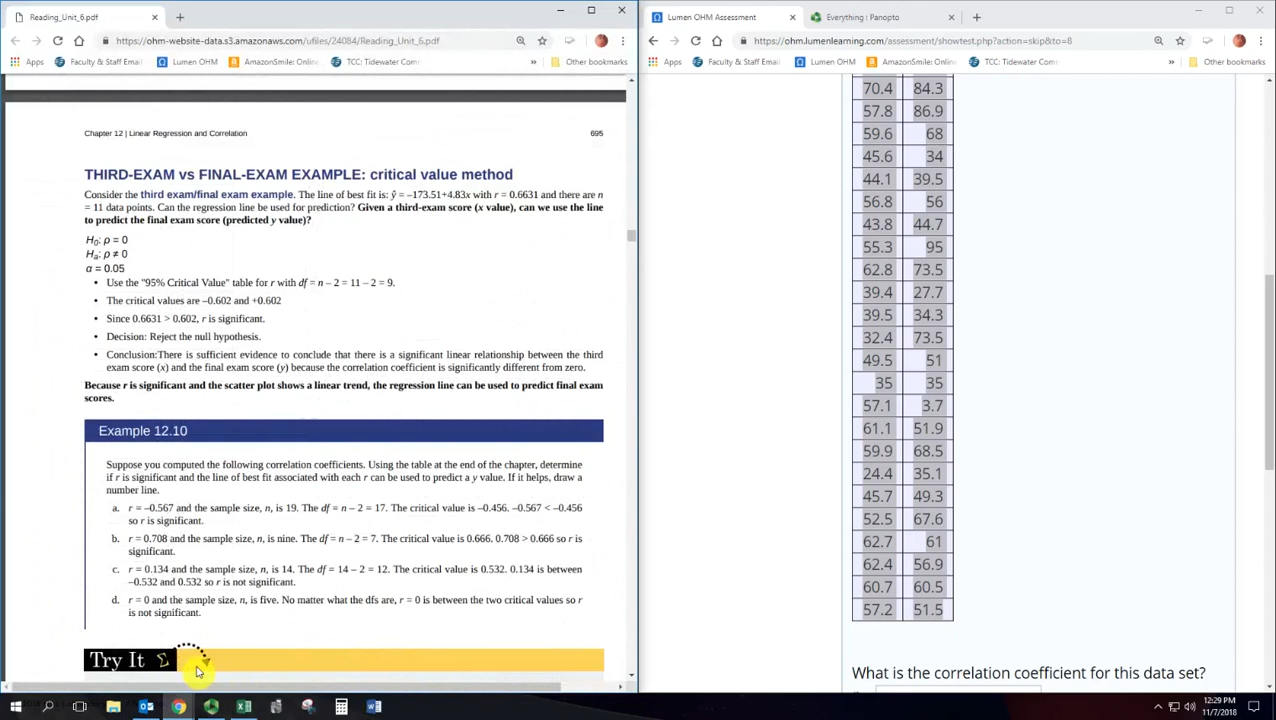 Reading_Unit_6.pdf
https://ohm-website-data.s3.amazonaws.com/ufiles/24084/Reading_Unit_6.pdf
Apps Faculty & Staff Email Lumen OHM AmazonSmile: Online TCC: Tidewater Com » Other bookmarks
Chapter 12 | Linear Regression and Correlation 695
THIRD-EXAM vs FINAL-EXAM EXAMPLE: critical value method
Consider the third exam/final exam example. The line of best fit is: ŷ = –173.51+4.83x with r = 0.6631 and there are n
= 11 data points. Can the regression line be used for prediction? Given a third-exam score (x value), can we use the line
to predict the final exam score (predicted y value)?
H₀: ρ = 0
Hₐ: ρ ≠ 0
α = 0.05
• Use the "95% Critical Value" table for r with df = n – 2 = 11 – 2 = 9.
• The critical values are –0.602 and +0.602
• Since 0.6631 > 0.602, r is significant.
• Decision: Reject the null hypothesis.
• Conclusion:There is sufficient evidence to conclude that there is a significant linear relationship between the third
exam score (x) and the final exam score (y) because the correlation coefficient is significantly different from zero.
Because r is significant and the scatter plot shows a linear trend, the regression line can be used to predict final exam
scores.
Example 12.10
Suppose you computed the following correlation coefficients. Using the table at the end of the chapter, determine
if r is significant and the line of best fit associated with each r can be used to predict a y value. If it helps, draw a
number line.
a. r = –0.567 and the sample size, n, is 19. The df = n – 2 = 17. The critical value is –0.456. –0.567 < –0.456
so r is significant.
b. r = 0.708 and the sample size, n, is nine. The df = n – 2 = 7. The critical value is 0.666. 0.708 > 0.666 so r is
significant.
c. r = 0.134 and the sample size, n, is 14. The df = 14 – 2 = 12. The critical value is 0.532. 0.134 is between
–0.532 and 0.532 so r is not significant.
d. r = 0 and the sample size, n, is five. No matter what the dfs are, r = 0 is between the two critical values so r
is not significant.
Try It Σ
Lumen OHM Assessment Everything : Panopto
https://ohm.lumenlearning.com/assessment/showtest.php?action=skip&to=8
Apps Faculty & Staff Email Lumen OHM AmazonSmile: Online TCC: Tidewater Com » Other bookmarks
70.4 84.3
57.8 86.9
59.6 68
45.6 34
44.1 39.5
56.8 56
43.8 44.7
55.3 95
62.8 73.5
39.4 27.7
39.5 34.3
32.4 73.5
49.5 51
35 35
57.1 3.7
61.1 51.9
59.9 68.5
24.4 35.1
45.7 49.3
52.5 67.6
62.7 61
62.4 56.9
60.7 60.5
57.2 51.5
What is the correlation coefficient for this data set?
12:29 PM
11/7/2018